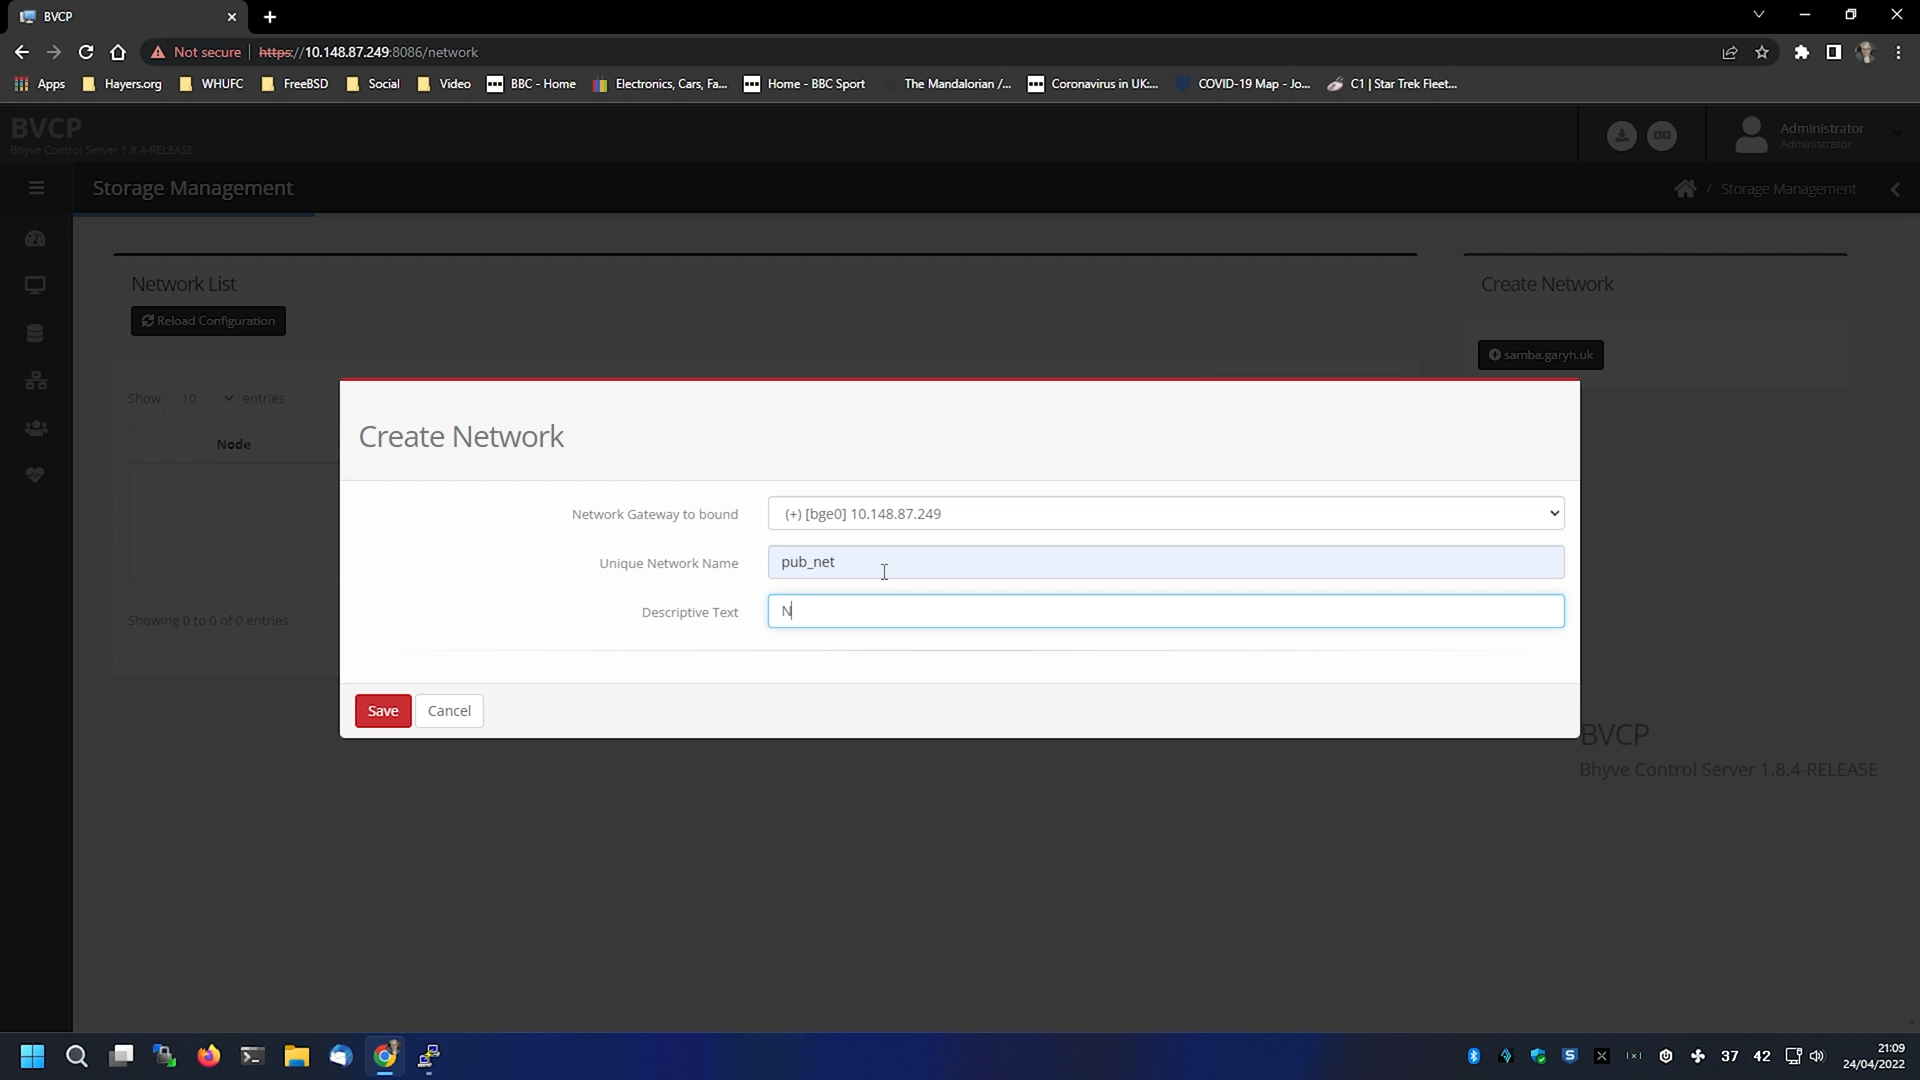 BVCP
Not secure
https://10.148.87.249:8086/network
Apps
Hayers.org
WHUFC
FreeBSD
Social
Video
BBC - Home
Electronics, Cars, Fa...
Home - BBC Sport
The Mandalorian /...
Coronavirus in UK:...
COVID-19 Map - Jo...
C1 | Star Trek Fleet...
BVCP
Bhyve Control Server 1.8.4-RELEASE
Administrator
Administrator
Storage Management
/ Storage Management
Network List
Reload Configuration
Create Network
samba.garyh.uk
Show 10 entries
Node
Showing 0 to 0 of 0 entries
Create Network
Network Gateway to bound
(+) [bge0] 10.148.87.249
Unique Network Name
pub_net
Descriptive Text
N
Save
Cancel
BVCP
Bhyve Control Server 1.8.4-RELEASE
37
42
21:09
24/04/2022